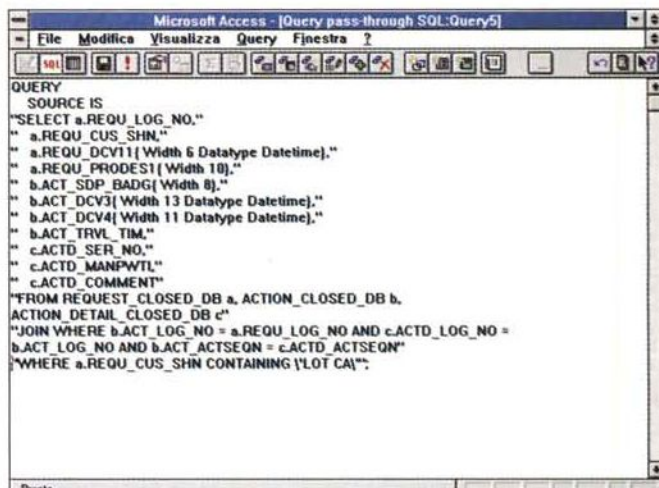 Microsoft Access - [Query pass-through SQL:Query5]
File Modifica Visualizza Query Finestra ?
SQL
QUERY
SOURCE IS
"SELECT a.REQU_LOG_NO,"
" a.REQU_CUS_SHN,"
" a.REQU_DCV11{ Width 6 Datatype Datetime},"
" a.REQU_PRODES1{ Width 10},"
" b.ACT_SDP_BADG{ Width 8},"
" b.ACT_DCV3{ Width 13 Datatype Datetime},"
" b.ACT_DCV4{ Width 11 Datatype Datetime},"
" b.ACT_TRVL_TIM,"
" c.ACTD_SER_NO,"
" c.ACTD_MANPWTI,"
" c.ACTD_COMMENT"
"FROM REQUEST_CLOSED_DB a, ACTION_CLOSED_DB b,
ACTION_DETAIL_CLOSED_DB c"
"JOIN WHERE b.ACT_LOG_NO = a.REQU_LOG_NO AND c.ACTD_LOG_NO =
b.ACT_LOG_NO AND b.ACT_ACTSEQN = c.ACTD_ACTSEQN"
"WHERE a.REQU_CUS_SHN CONTAINING \"LOT CA\"";